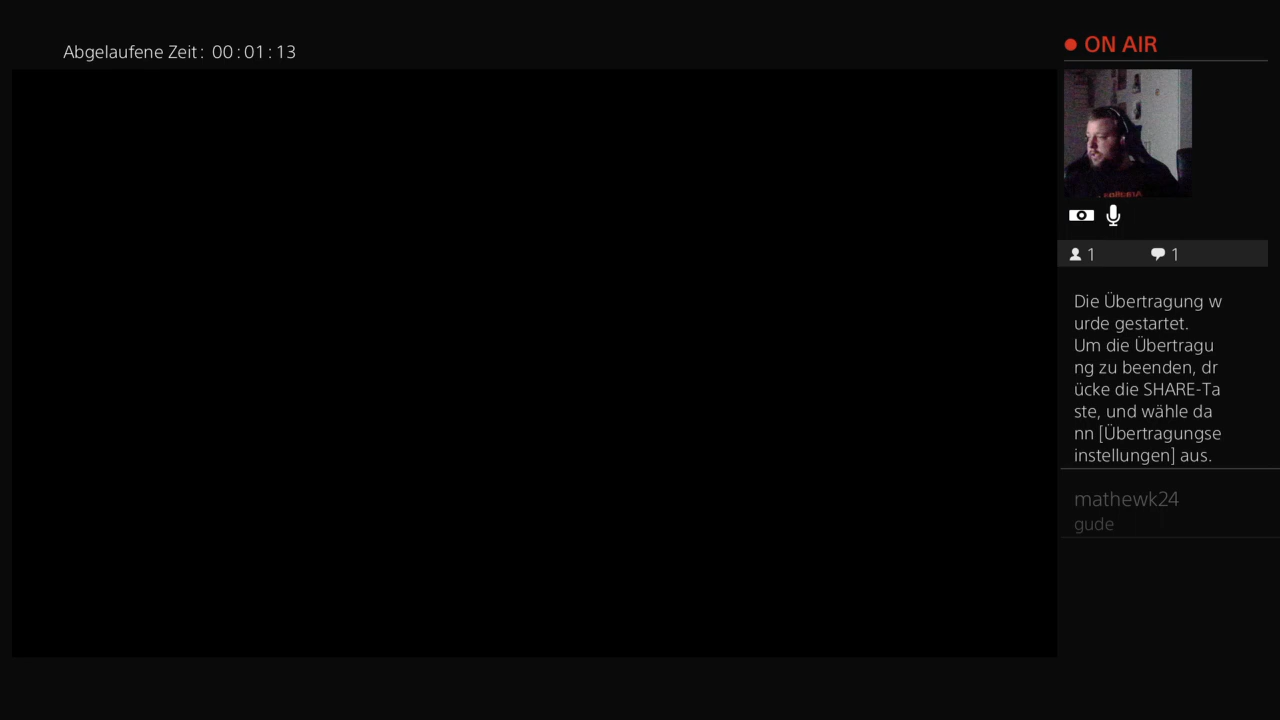 Abgelaufene Zeit: 00:01:13
ON AIR
1 1
Die Übertragung w
urde gestartet.
Um die Übertragu
ng zu beenden, dr
ücke die SHARE-Ta
ste, und wähle da
nn [Übertragungse
instellungen] aus.
mathewk24
gude